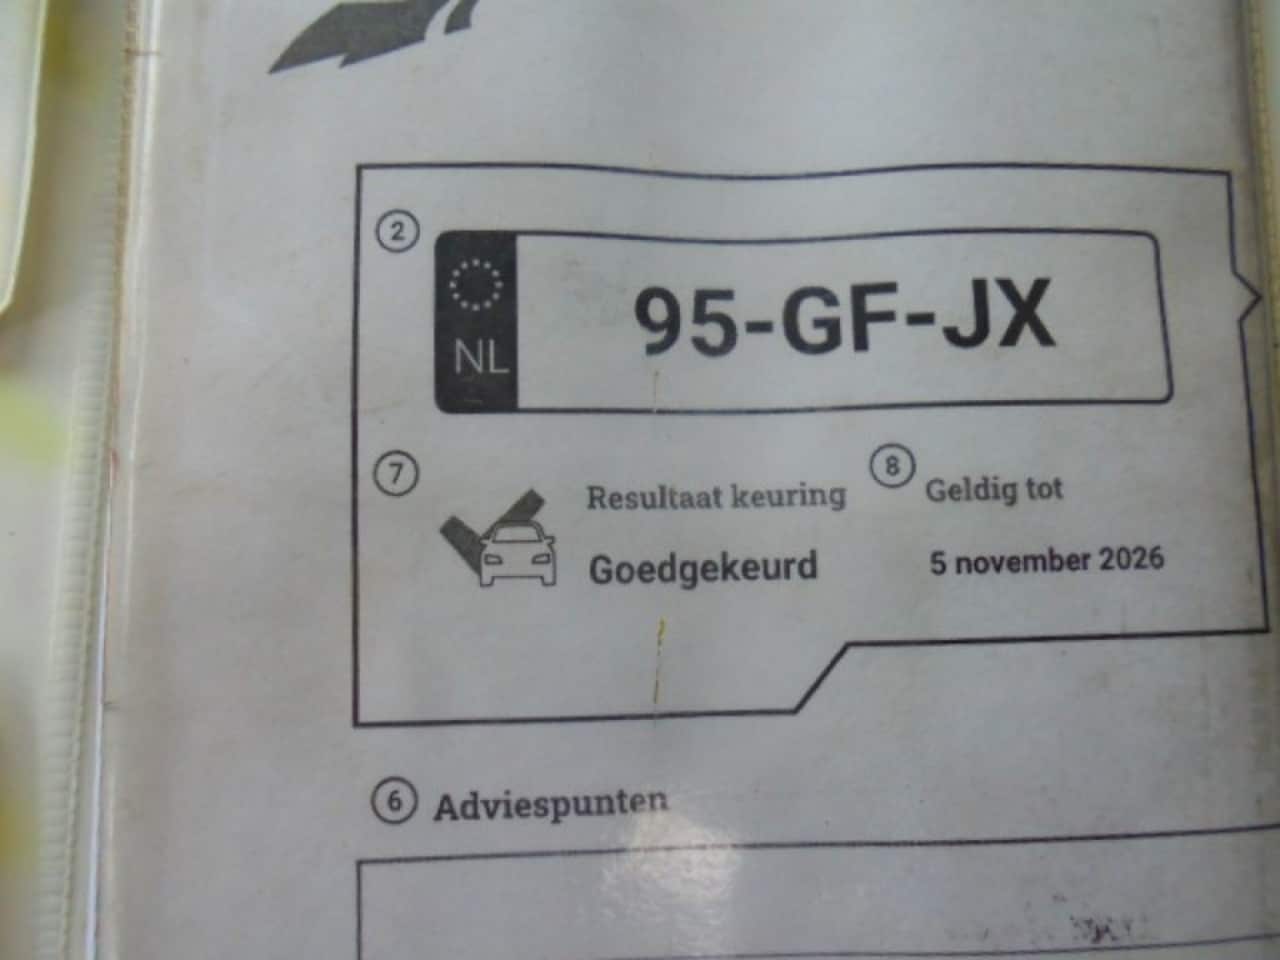 2
NL
95-GF-JX
7
Resultaat keuring
8
Geldig tot
Goedgekeurd
5 november 2026
6 Adviespunten